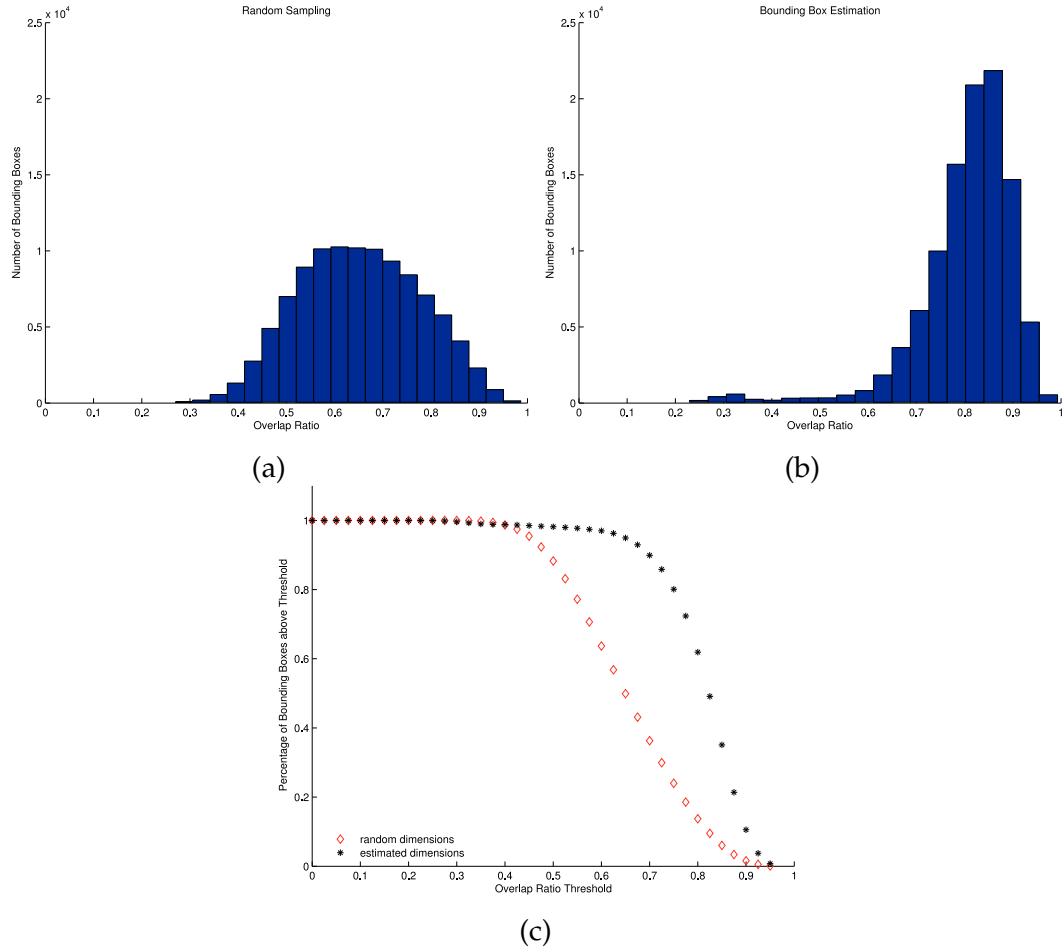 Random Sampling
x 10^4
2.5
2
1.5
1
0.5
0
Number of Bounding Boxes
0 0.1 0.2 0.3 0.4 0.5 0.6 0.7 0.8 0.9 1
Overlap Ratio
(a)
Bounding Box Estimation
x 10^4
2.5
2
1.5
1
0.5
0
Number of Bounding Boxes
0 0.1 0.2 0.3 0.4 0.5 0.6 0.7 0.8 0.9 1
Overlap Ratio
(b)
1
0.8
0.6
0.4
0.2
0
Percentage of Bounding Boxes above Threshold
random dimensions
estimated dimensions
0 0.1 0.2 0.3 0.4 0.5 0.6 0.7 0.8 0.9 1
Overlap Ratio Threshold
(c)